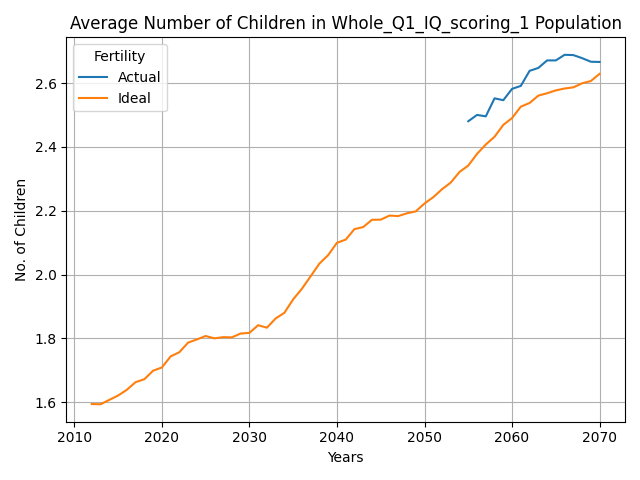 Average Number of Children in Whole_Q1_IQ_scoring_1 Population
Fertility
Actual
Ideal
No. of Children
2.6
2.4
2.2
2.0
1.8
1.6
2010 2020 2030 2040 2050 2060 2070
Years